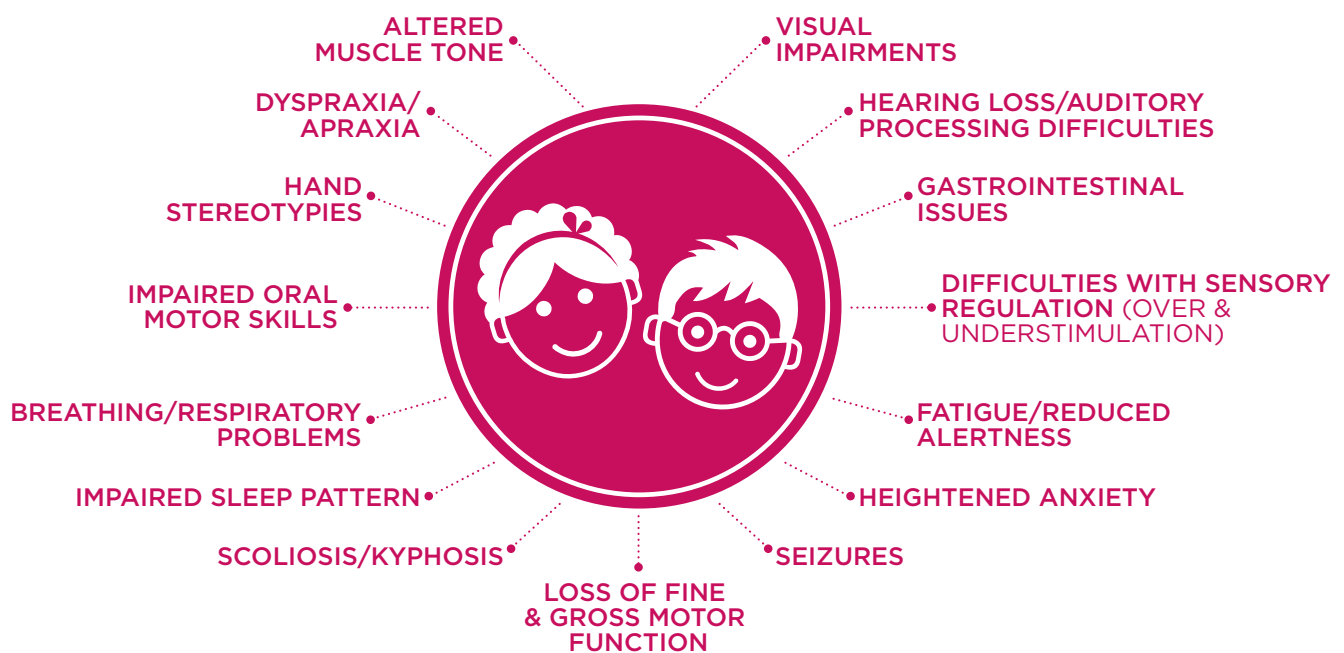 ALTERED
MUSCLE TONE
VISUAL
IMPAIRMENTS
DYSPRAXIA/
APRAXIA
HEARING LOSS/AUDITORY
PROCESSING DIFFICULTIES
HAND
STEREOTYPIES
GASTROINTESTINAL
ISSUES
IMPAIRED ORAL
MOTOR SKILLS
DIFFICULTIES WITH SENSORY
REGULATION (OVER &
UNDERSTIMULATION)
BREATHING/RESPIRATORY
PROBLEMS
FATIGUE/REDUCED
ALERTNESS
IMPAIRED SLEEP PATTERN
HEIGHTENED ANXIETY
SCOLIOSIS/KYPHOSIS
SEIZURES
LOSS OF FINE
& GROSS MOTOR
FUNCTION